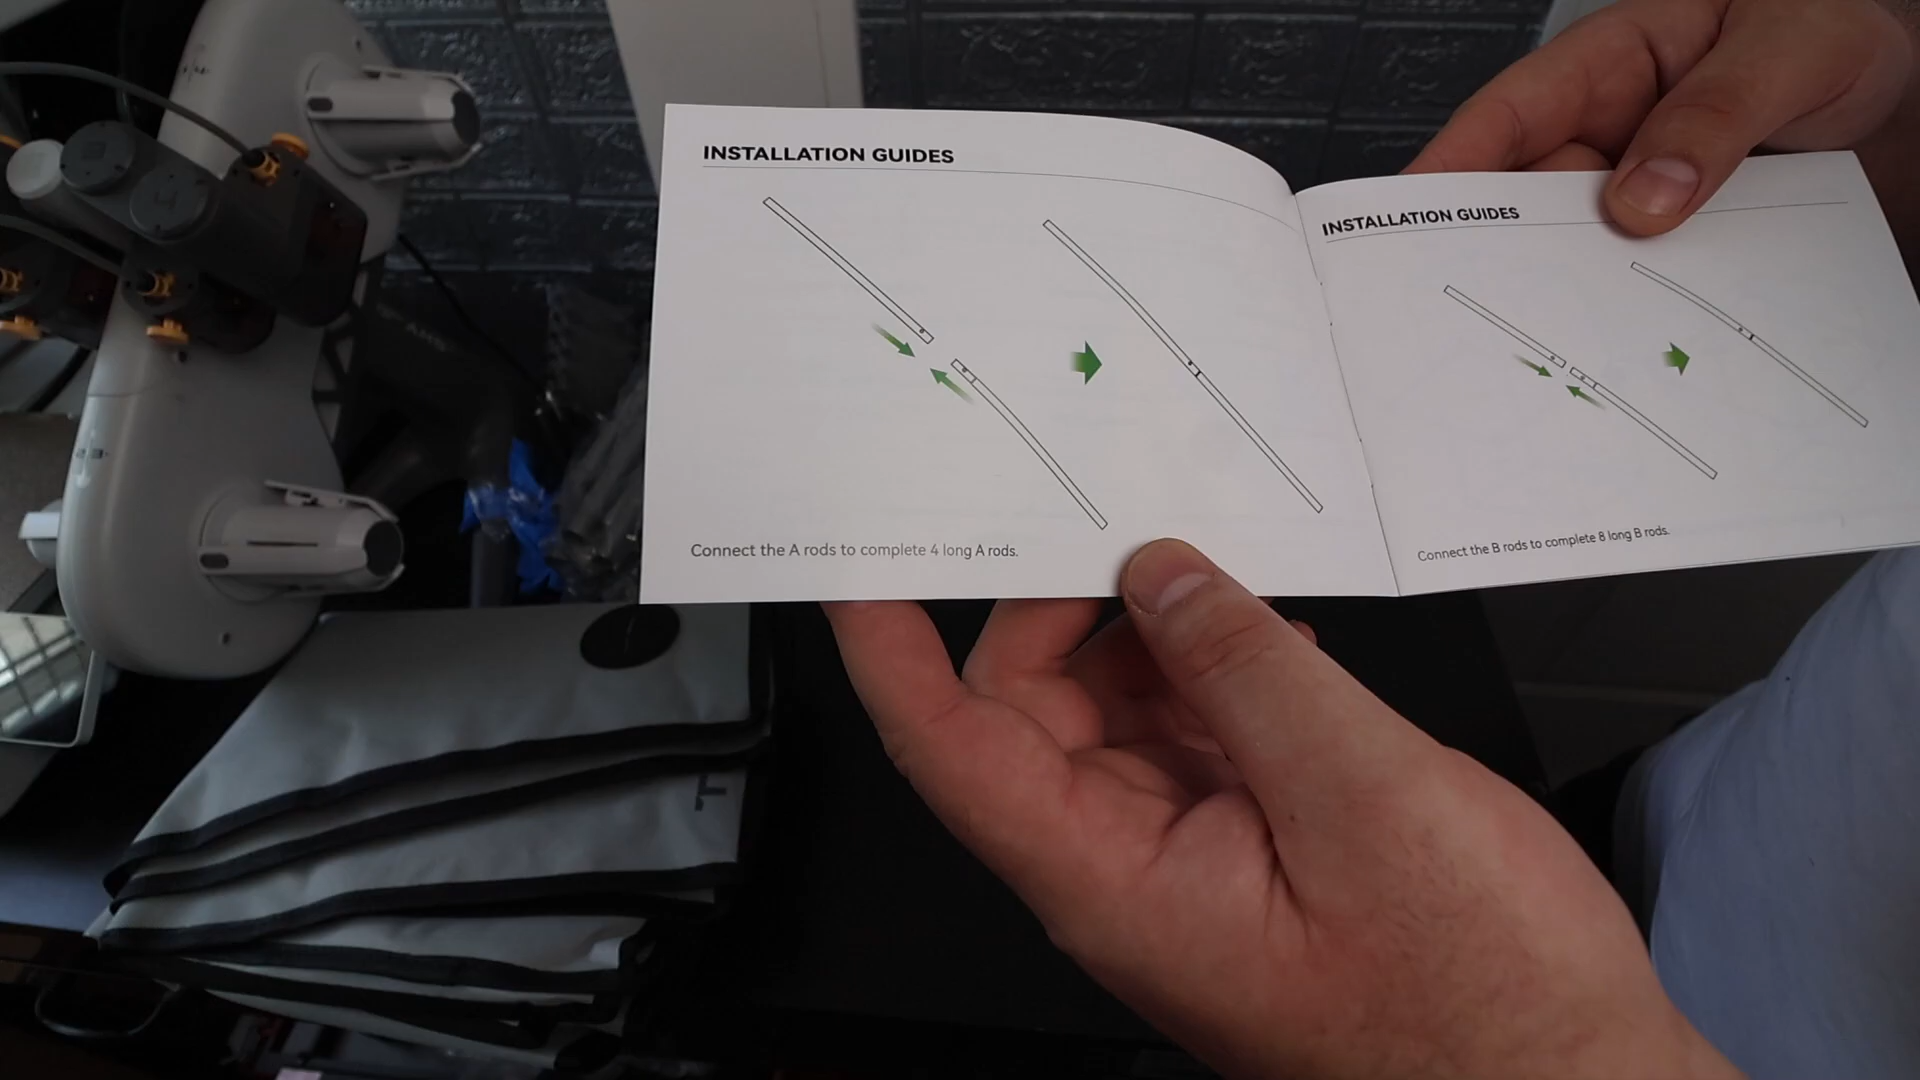 INSTALLATION GUIDES
Connect the A rods to complete 4 long A rods.
INSTALLATION GUIDES
Connect the B rods to complete 8 long B rods.
T